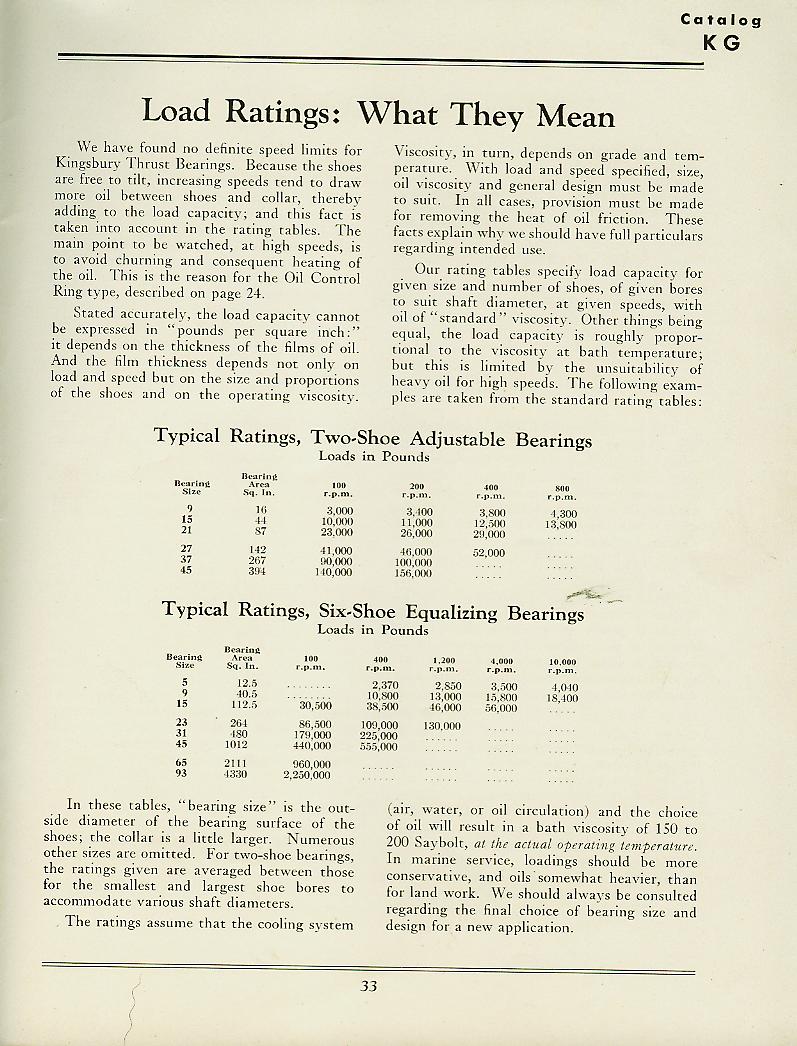 Catalog
KG
Load Ratings: What They Mean
We have found no definite speed limits for
Kingsbury Thrust Bearings. Because the shoes
are free to tilt, increasing speeds tend to draw
more oil between shoes and collar, thereby
adding to the load capacity; and this fact is
taken into account in the rating tables. The
main point to be watched, at high speeds, is
to avoid churning and consequent heating of
the oil. This is the reason for the Oil Control
Ring type, described on page 24.
Stated accurately, the load capacity cannot
be expressed in "pounds per square inch:"
it depends on the thickness of the films of oil.
And the film thickness depends not only on
load and speed but on the size and proportions
of the shoes and on the operating viscosity.
Viscosity, in turn, depends on grade and tem-
perature. With load and speed specified, size,
oil viscosity and general design must be made
to suit. In all cases, provision must be made
for removing the heat of oil friction. These
facts explain why we should have full particulars
regarding intended use.
Our rating tables specify load capacity for
given size and number of shoes, of given bores
to suit shaft diameter, at given speeds, with
oil of "standard" viscosity. Other things being
equal, the load capacity is roughly propor-
tional to the viscosity at bath temperature;
but this is limited by the unsuitability of
heavy oil for high speeds. The following exam-
ples are taken from the standard rating tables:
Typical Ratings, Two-Shoe Adjustable Bearings
Loads in Pounds
Bearing Size Bearing Area Sq. In. 100 r.p.m. 200 r.p.m. 400 r.p.m. 800 r.p.m.
9 16 3,000 3,400 3,800 4,300
15 44 10,000 11,000 12,500 13,800
21 87 23,000 26,000 29,000 .....
27 142 41,000 46,000 52,000 .....
37 267 90,000 100,000 ..... .....
45 394 140,000 156,000 ..... .....
Typical Ratings, Six-Shoe Equalizing Bearings
Loads in Pounds
Bearing Size Bearing Area Sq. In. 100 r.p.m. 400 r.p.m. 1,200 r.p.m. 4,000 r.p.m. 10,000 r.p.m.
5 12.5 ........ 2,370 2,850 3,500 4,040
9 40.5 ........ 10,800 13,000 15,800 18,400
15 112.5 30,500 38,500 46,000 56,000 .....
23 264 86,500 109,000 130,000 ..... .....
31 480 179,000 225,000 ...... ..... .....
45 1012 440,000 555,000 ...... ..... .....
65 2111 960,000 ...... ...... ..... .....
93 4330 2,250,000 ...... ...... ..... .....
In these tables, "bearing size" is the out-
side diameter of the bearing surface of the
shoes; the collar is a little larger. Numerous
other sizes are omitted. For two-shoe bearings,
the ratings given are averaged between those
for the smallest and largest shoe bores to
accommodate various shaft diameters.
The ratings assume that the cooling system
(air, water, or oil circulation) and the choice
of oil will result in a bath viscosity of 150 to
200 Saybolt, at the actual operating temperature.
In marine service, loadings should be more
conservative, and oils somewhat heavier, than
for land work. We should always be consulted
regarding the final choice of bearing size and
design for a new application.
33